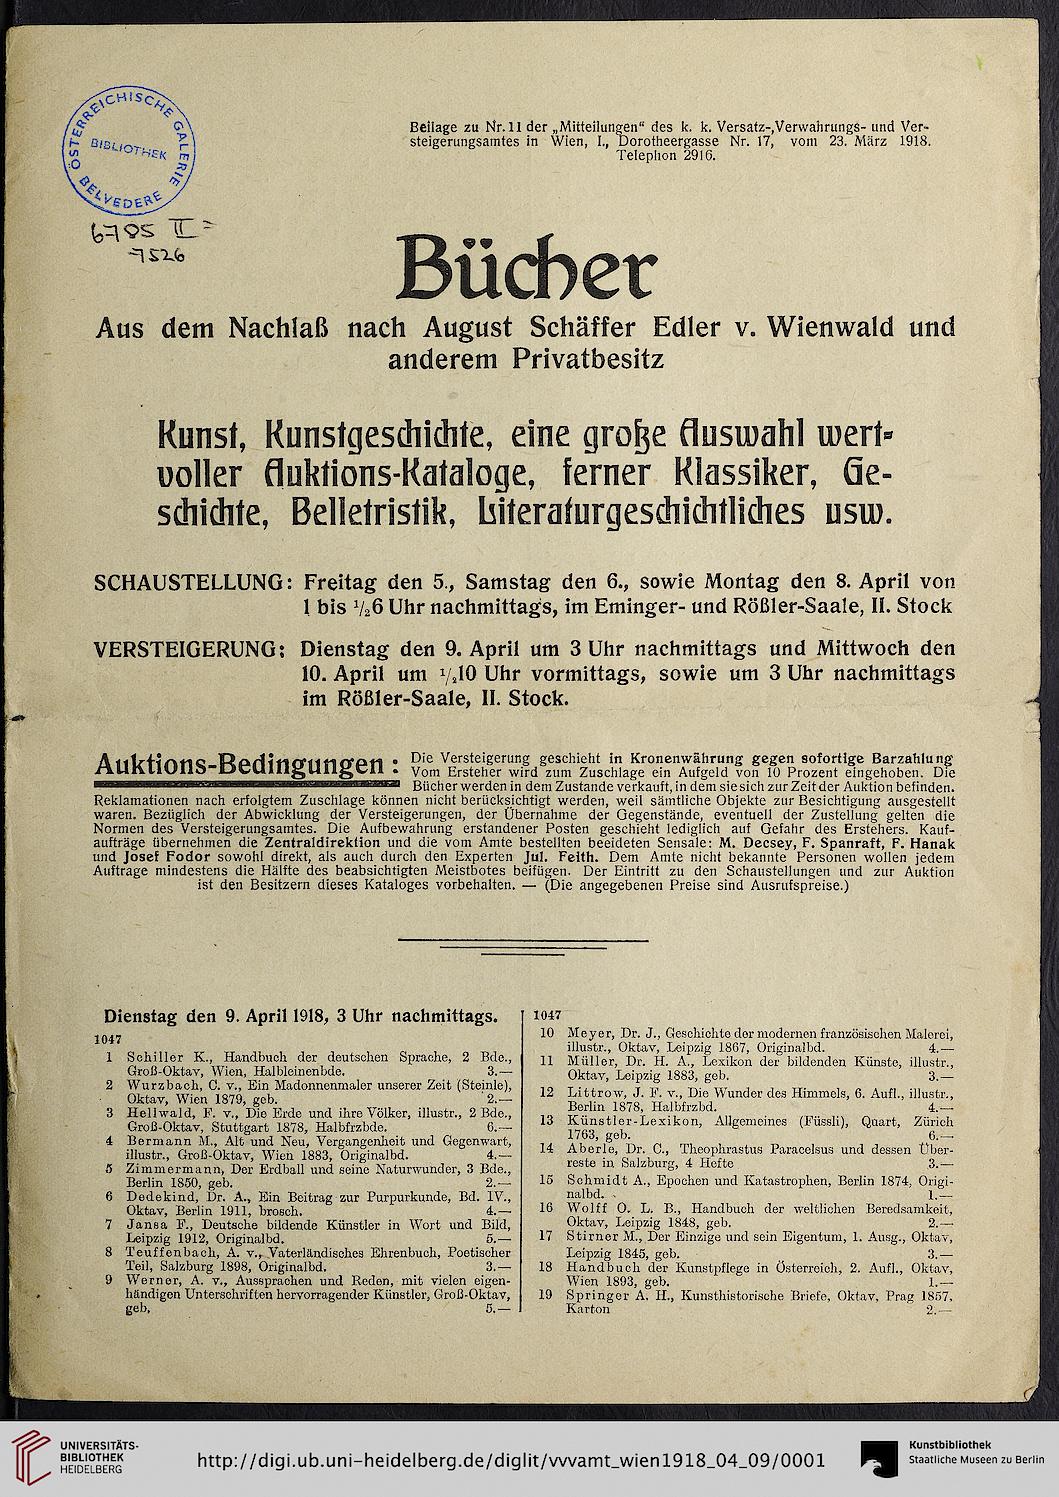 ÖSTERREICHISCHE GALERIE
BIBLIOTHEK
BELVEDERE
6705 II =
7526
Beilage zu Nr. 11 der „Mitteilungen“ des k. k. Versatz-,Verwahrungs- und Ver-
steigerungsamtes in Wien, I., Dorotheergasse Nr. 17, vom 23. März 1918.
Telephon 2916.
Bücher
Aus dem Nachlaß nach August Schäffer Edler v. Wienwald und
anderem Privatbesitz
Kunst, Kunstgeschichte, eine große Auswahl wert-
voller Auktions-Kataloge, ferner Klassiker, Ge-
schichte, Belletristik, Literaturgeschichtliches usw.
SCHAUSTELLUNG: Freitag den 5., Samstag den 6., sowie Montag den 8. April von
1 bis ½6 Uhr nachmittags, im Eminger- und Rößler-Saale, II. Stock
VERSTEIGERUNG: Dienstag den 9. April um 3 Uhr nachmittags und Mittwoch den
10. April um ½10 Uhr vormittags, sowie um 3 Uhr nachmittags
im Rößler-Saale, II. Stock.
Auktions-Bedingungen: Die Versteigerung geschieht in Kronenwährung gegen sofortige Barzahlung
Vom Ersteher wird zum Zuschlage ein Aufgeld von 10 Prozent eingehoben. Die
Bücher werden in dem Zustande verkauft, in dem sie sich zur Zeit der Auktion befinden.
Reklamationen nach erfolgtem Zuschlage können nicht berücksichtigt werden, weil sämtliche Objekte zur Besichtigung ausgestellt
waren. Bezüglich der Abwicklung der Versteigerungen, der Übernahme der Gegenstände, eventuell der Zustellung gelten die
Normen des Versteigerungsamtes. Die Aufbewahrung erstandener Posten geschieht lediglich auf Gefahr des Erstehers. Kauf-
aufträge übernehmen die Zentraldirektion und die vom Amte bestellten beeideten Sensale: M. Decsey, F. Spanraft, F. Hanak
und Josef Fodor sowohl direkt, als auch durch den Experten Jul. Feith. Dem Amte nicht bekannte Personen wollen jedem
Auftrage mindestens die Hälfte des beabsichtigten Meistbotes beifügen. Der Eintritt zu den Schaustellungen und zur Auktion
ist den Besitzern dieses Kataloges vorbehalten. — (Die angegebenen Preise sind Ausrufspreise.)
Dienstag den 9. April 1918, 3 Uhr nachmittags.
1047
1 Schiller K., Handbuch der deutschen Sprache, 2 Bde.,
Groß-Oktav, Wien, Halbleinenbde. 3.—
2 Wurzbach, C. v., Ein Madonnenmaler unserer Zeit (Steinle),
Oktav, Wien 1879, geb. 2.—
3 Hellwald, F. v., Die Erde und ihre Völker, illustr., 2 Bde.,
Groß-Oktav, Stuttgart 1878, Halbfrzbde. 6.—
4 Bermann M., Alt und Neu, Vergangenheit und Gegenwart,
illustr., Groß-Oktav, Wien 1883, Originalbd. 4.—
5 Zimmermann, Der Erdball und seine Naturwunder, 3 Bde.,
Berlin 1850, geb. 2.—
6 Dedekind, Dr. A., Ein Beitrag zur Purpurkunde, Bd. IV.,
Oktav, Berlin 1911, brosch. 4.—
7 Jansa F., Deutsche bildende Künstler in Wort und Bild,
Leipzig 1912, Originalbd. 5.—
8 Teuffenbach, A. v., Vaterländisches Ehrenbuch, Poetischer
Teil, Salzburg 1898, Originalbd. 3.—
9 Werner, A. v., Aussprachen und Reden, mit vielen eigen-
händigen Unterschriften hervorragender Künstler, Groß-Oktav,
geb, 5.—
1047
10 Meyer, Dr. J., Geschichte der modernen französischen Malerei,
illustr., Oktav, Leipzig 1867, Originalbd. 4.—
11 Müller, Dr. H. A., Lexikon der bildenden Künste, illustr.,
Oktav, Leipzig 1883, geb. 3.—
12 Littrow, J. F. v., Die Wunder des Himmels, 6. Aufl., illustr.,
Berlin 1878, Halbfrzbd. 4.—
13 Künstler-Lexikon, Allgemeines (Füssli), Quart, Zürich
1763, geb. 6.—
14 Aberle, Dr. C., Theophrastus Paracelsus und dessen Über-
reste in Salzburg, 4 Hefte 3.—
15 Schmidt A., Epochen und Katastrophen, Berlin 1874, Origi-
nalbd. 1.—
16 Wolff O. L. B., Handbuch der weltlichen Beredsamkeit,
Oktav, Leipzig 1848, geb. 2.—
17 Stirner M., Der Einzige und sein Eigentum, 1. Ausg., Oktav,
Leipzig 1845, geb. 3.—
18 Handbuch der Kunstpflege in Österreich, 2. Aufl., Oktav,
Wien 1893, geb. 1.—
19 Springer A. H., Kunsthistorische Briefe, Oktav, Prag 1857,
Karton 2.—
UNIVERSITÄTS-
BIBLIOTHEK
HEIDELBERG
http://digi.ub.uni-heidelberg.de/diglit/vvvamt_wien1918_04_09/0001
Kunstbibliothek
Staatliche Museen zu Berlin